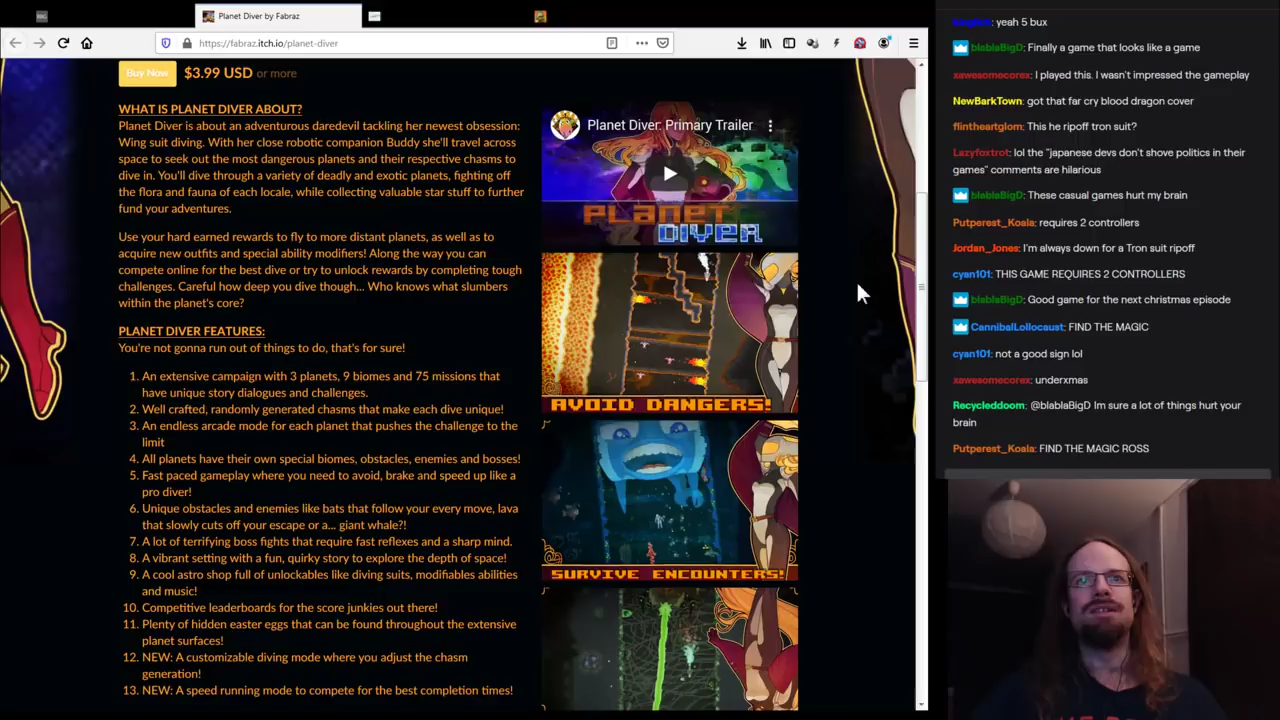 Planet Diver by Fabraz
https://fabraz.itch.io/planet-diver
Buy Now $3.99 USD or more
WHAT IS PLANET DIVER ABOUT?
Planet Diver is about an adventurous daredevil tackling her newest obsession:
Wing suit diving. With her close robotic companion Buddy she'll travel across
space to seek out the most dangerous planets and their respective chasms to
dive in. You'll dive through a variety of deadly and exotic planets, fighting off
the flora and fauna of each locale, while collecting valuable star stuff to further
fund your adventures.
Use your hard earned rewards to fly to more distant planets, as well as to
acquire new outfits and special ability modifiers! Along the way you can
compete online for the best dive or try to unlock rewards by completing tough
challenges. Careful how deep you dive though... Who knows what slumbers
within the planet's core?
PLANET DIVER FEATURES:
You're not gonna run out of things to do, that's for sure!
1. An extensive campaign with 3 planets, 9 biomes and 75 missions that
have unique story dialogues and challenges.
2. Well crafted, randomly generated chasms that make each dive unique!
3. An endless arcade mode for each planet that pushes the challenge to the
limit
4. All planets have their own special biomes, obstacles, enemies and bosses!
5. Fast paced gameplay where you need to avoid, brake and speed up like a
pro diver!
6. Unique obstacles and enemies like bats that follow your every move, lava
that slowly cuts off your escape or a... giant whale?!
7. A lot of terrifying boss fights that require fast reflexes and a sharp mind.
8. A vibrant setting with a fun, quirky story to explore the depth of space!
9. A cool astro shop full of unlockables like diving suits, modifiable abilities
and music!
10. Competitive leaderboards for the score junkies out there!
11. Plenty of hidden easter eggs that can be found throughout the extensive
planet surfaces!
12. NEW: A customizable diving mode where you adjust the chasm
generation!
13. NEW: A speed running mode to compete for the best completion times!
Planet Diver: Primary Trailer
PLANET
DIVER
AVOID DANGERS!
SURVIVE ENCOUNTERS!
yeah 5 bux
blablaBigD: Finally a game that looks like a game
xawesomecorex: I played this. I wasn't impressed the gameplay
NewBarkTown: got that far cry blood dragon cover
flintheartglom: This he ripoff tron suit?
Lazyfoxtrot: lol the "japanese devs don't shove politics in their
games" comments are hilarious
blablaBigD: These casual games hurt my brain
Putperest_Koala: requires 2 controllers
Jordan_Jones: I'm always down for a Tron suit ripoff
cyan101: THIS GAME REQUIRES 2 CONTROLLERS
blablaBigD: Good game for the next christmas episode
CannibalLollocaust: FIND THE MAGIC
cyan101: not a good sign lol
xawesomecorex: underxmas
Recycleddoom: @blablaBigD Im sure a lot of things hurt your
brain
Putperest_Koala: FIND THE MAGIC ROSS